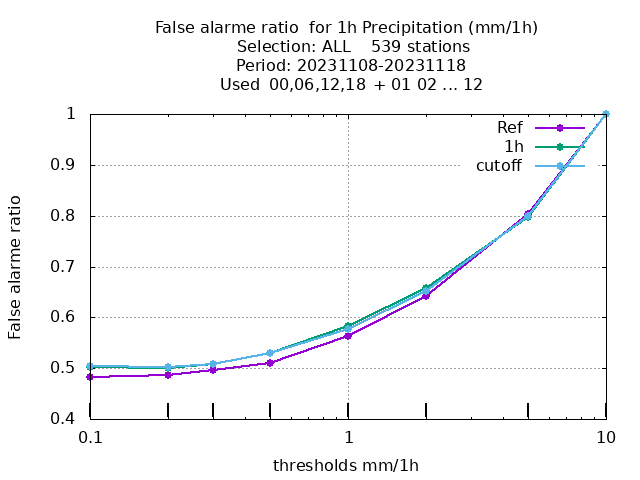 False alarme ratio  for 1h Precipitation (mm/1h)
Selection: ALL    539 stations
Period: 20231108-20231118
Used  00,06,12,18  + 01 02 ... 12
1
0.9
0.8
0.7
0.6
0.5
0.4
False alarme ratio
Ref
1h
cutoff
0.1
1
10
thresholds mm/1h